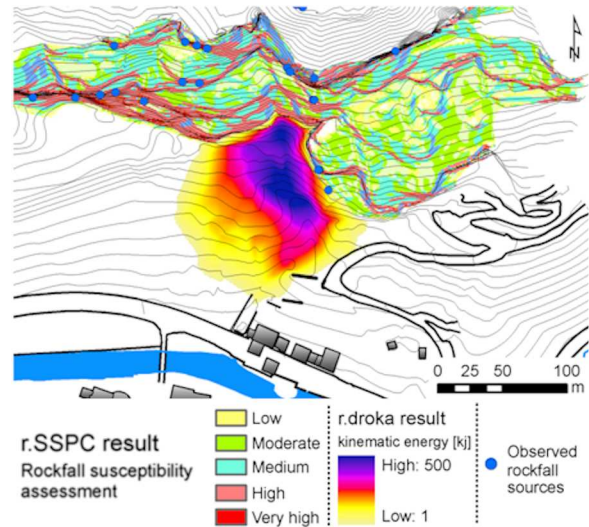 N
0 25 50 100
m
r.SSPC result
Rockfall susceptibility
assessment
Low
Moderate
Medium
High
Very high
r.droka result
kinematic energy [kj]
High: 500
Low: 1
Observed
rockfall
sources